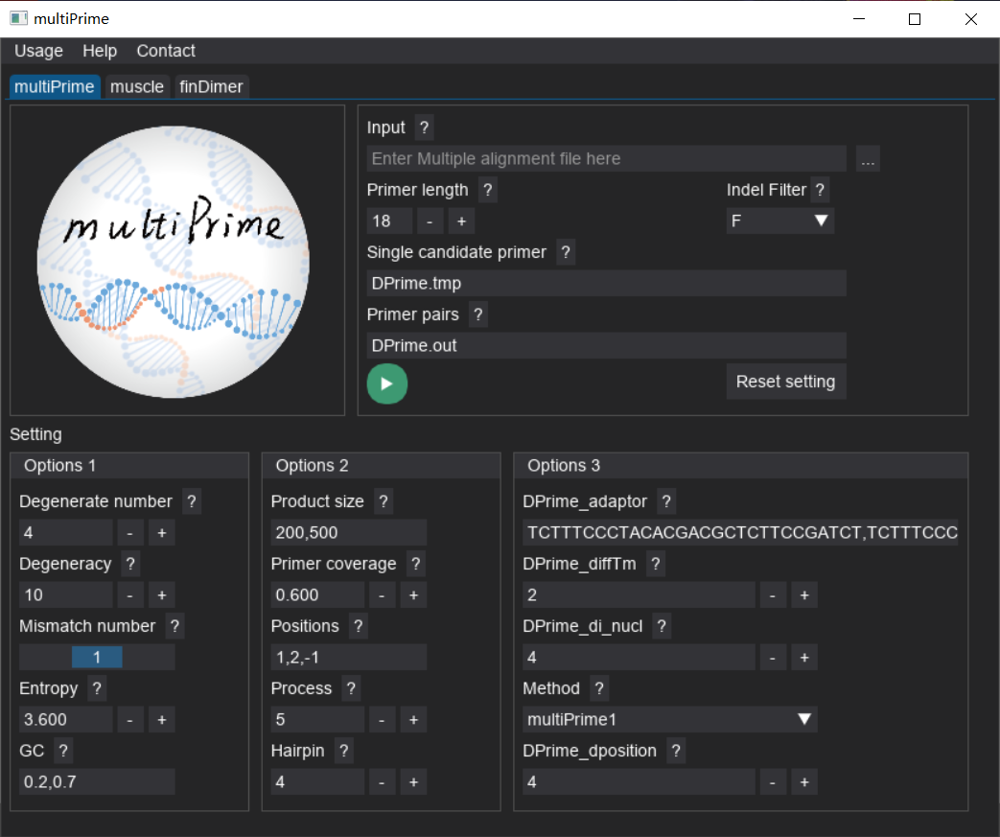 multiPrime
Usage Help Contact
multiPrime muscle finDimer
multiPrime
Input ?
Enter Multiple alignment file here ...
Primer length ? Indel Filter ?
18 - + F
Single candidate primer ?
DPrime.tmp
Primer pairs ?
DPrime.out
Reset setting
Setting
Options 1
Degenerate number ?
4 - +
Degeneracy ?
10 - +
Mismatch number ?
1
Entropy ?
3.600 - +
GC ?
0.2,0.7
Options 2
Product size ?
200,500
Primer coverage ?
0.600 - +
Positions ?
1,2,-1
Process ?
5 - +
Hairpin ?
4 - +
Options 3
DPrime_adaptor ?
TCTTTCCCTACACGACGCTCTTCCGATCT,TCTTTCCC
DPrime_diffTm ?
2 - +
DPrime_di_nucl ?
4 - +
Method ?
multiPrime1
DPrime_dposition ?
4 - +